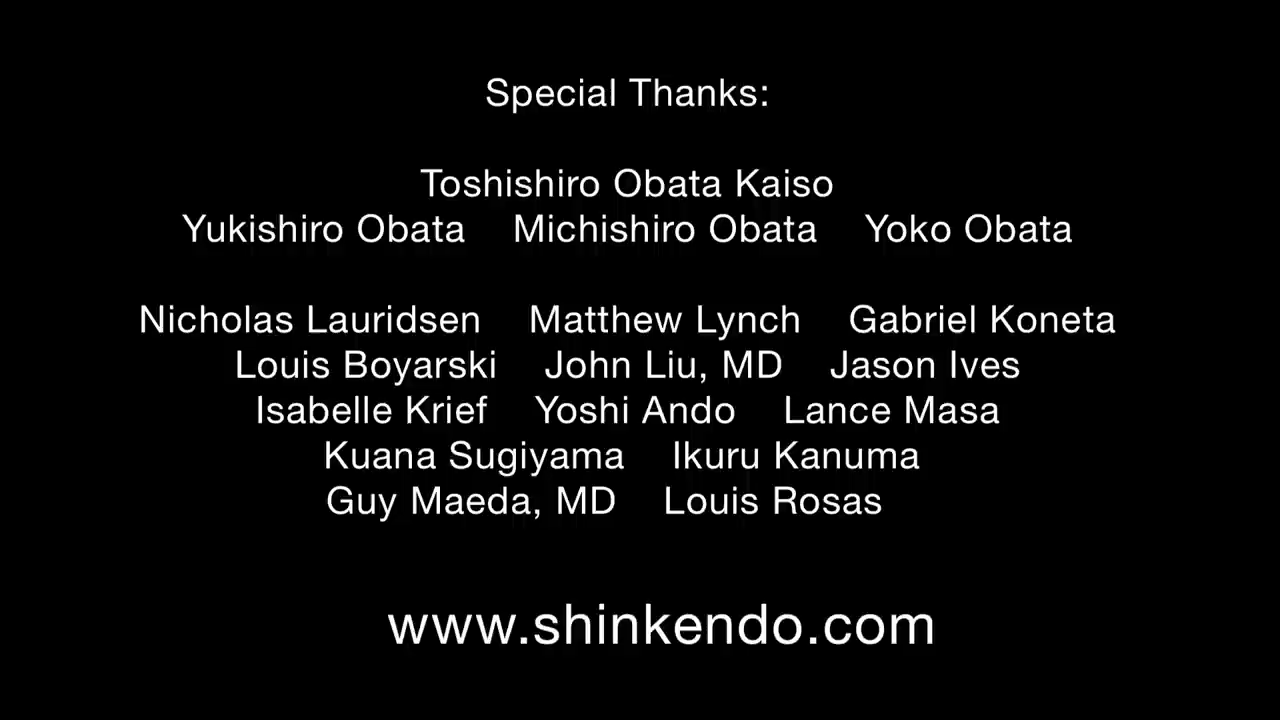 Special Thanks:
Toshishiro Obata Kaiso
Yukishiro Obata Michishiro Obata Yoko Obata
Nicholas Lauridsen Matthew Lynch Gabriel Koneta
Louis Boyarski John Liu, MD Jason Ives
Isabelle Krief Yoshi Ando Lance Masa
Kuana Sugiyama Ikuru Kanuma
Guy Maeda, MD Louis Rosas
www.shinkendo.com